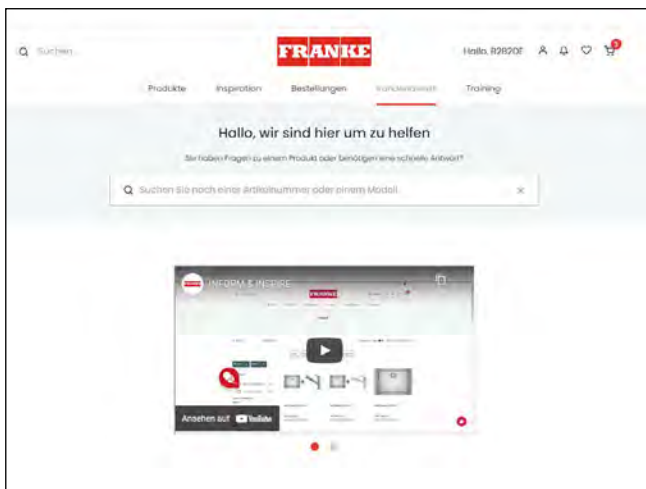 Suchen...
FRANKE
Hallo, B2B20F
Produkte Inspiration Bestellungen Kundendienst Training
Hallo, wir sind hier um zu helfen
Sie haben Fragen zu einem Produkt oder benötigen eine schnelle Antwort?
Suchen Sie nach einer Artikelnummer oder einem Modell
INFORM & INSPIRE
FRANKE
Ansehen auf YouTube